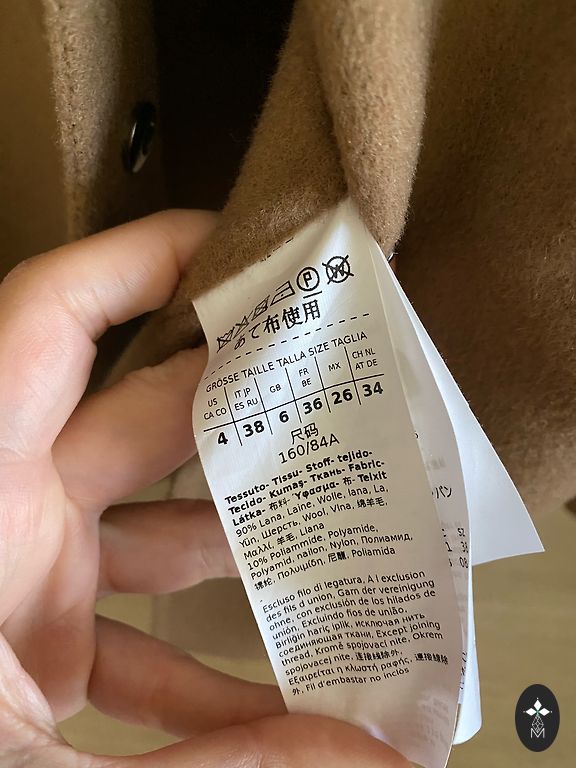 P
W
あて布使用
GRÖSSE TAILLE TALLA SIZE TAGLIA
US CA CO IT JP ES RU GB FR BE MX CH NL AT DE
4 38 6 36 26 34
尺码
160/84A
Tessuto- Tissu- Stoff- tejido-
Tecido- Kumaş- Ткань- Fabric-
Látka- 布料- Ύφασμα- 布- Teixit
90% Lana, Laine, Wolle, lana, La,
Yün, Шерсть, Wool, Vlna, 绵羊毛,
Μαλλί, 羊毛, Llana
10% Poliammide, Polyamide,
Polyamid, nailon, Nylon, Полиамид,
锦纶, Πολυαμίδη, 尼龍, Poliamida
Escluso filo di legatura, A l exclusion
des fils d union, Garn der vereinigung
ohne, con exclusión de los hilados de
unión, Excluindo fios de união,
Birligin hariç iplik, исключая нить
соединяющая ткани, Except joining
thread, Kromě spojovací nite, Okrem
spojovacej nite, 连接线除外,
Εξαιρείται η κλωστή ραφής, 連接線除
外, Fil d'embastar no inclòs
パン
M